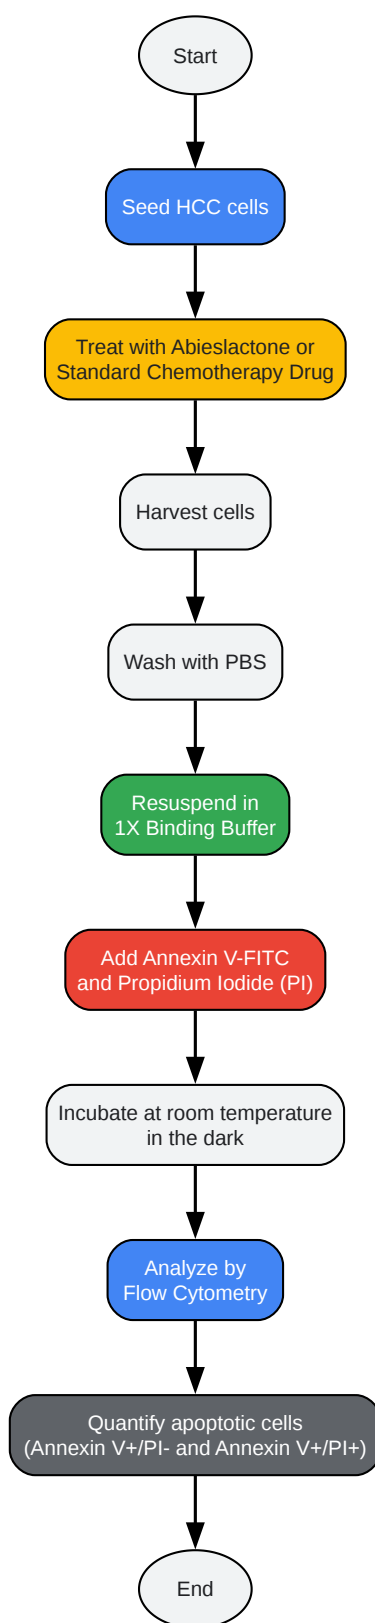 Start
Seed HCC cells
Treat with Abieslactone or
Standard Chemotherapy Drug
Harvest cells
Wash with PBS
Resuspend in
1X Binding Buffer
Add Annexin V-FITC
and Propidium Iodide (PI)
Incubate at room temperature
in the dark
Analyze by
Flow Cytometry
Quantify apoptotic cells
(Annexin V+/PI- and Annexin V+/PI+)
End